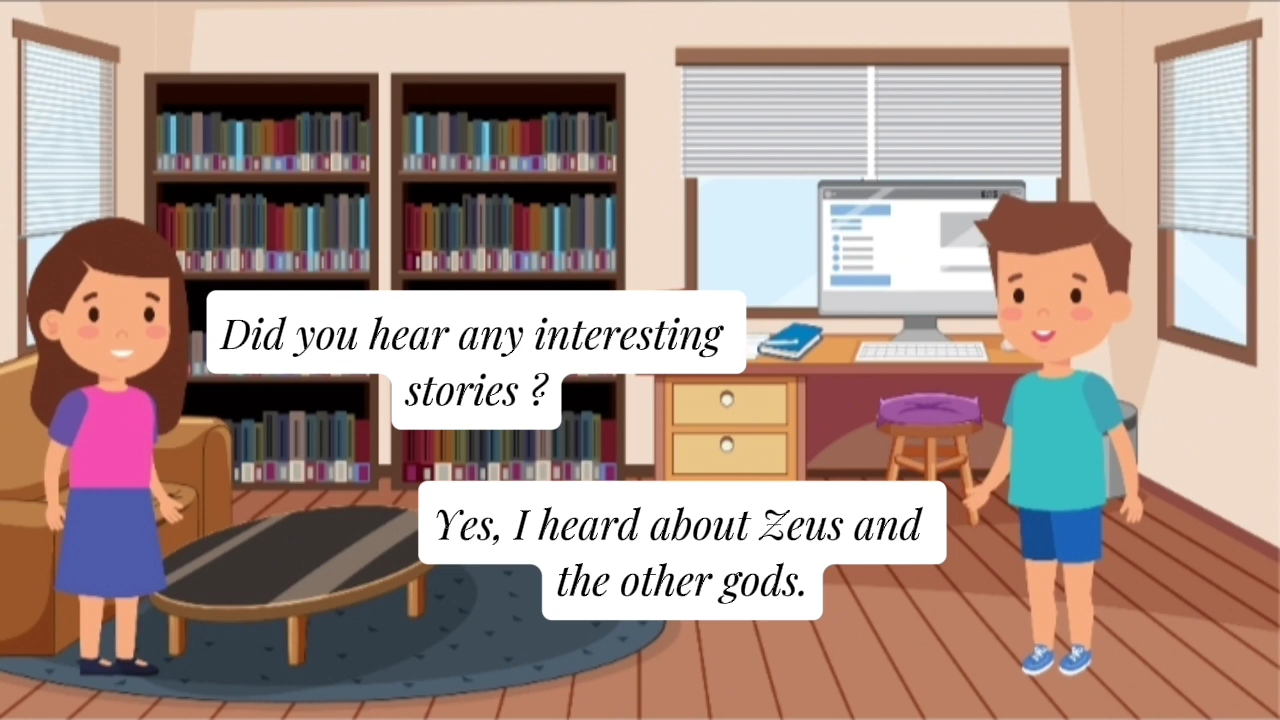 Did you hear any interesting
stories ?
Yes, I heard about Zeus and
the other gods.